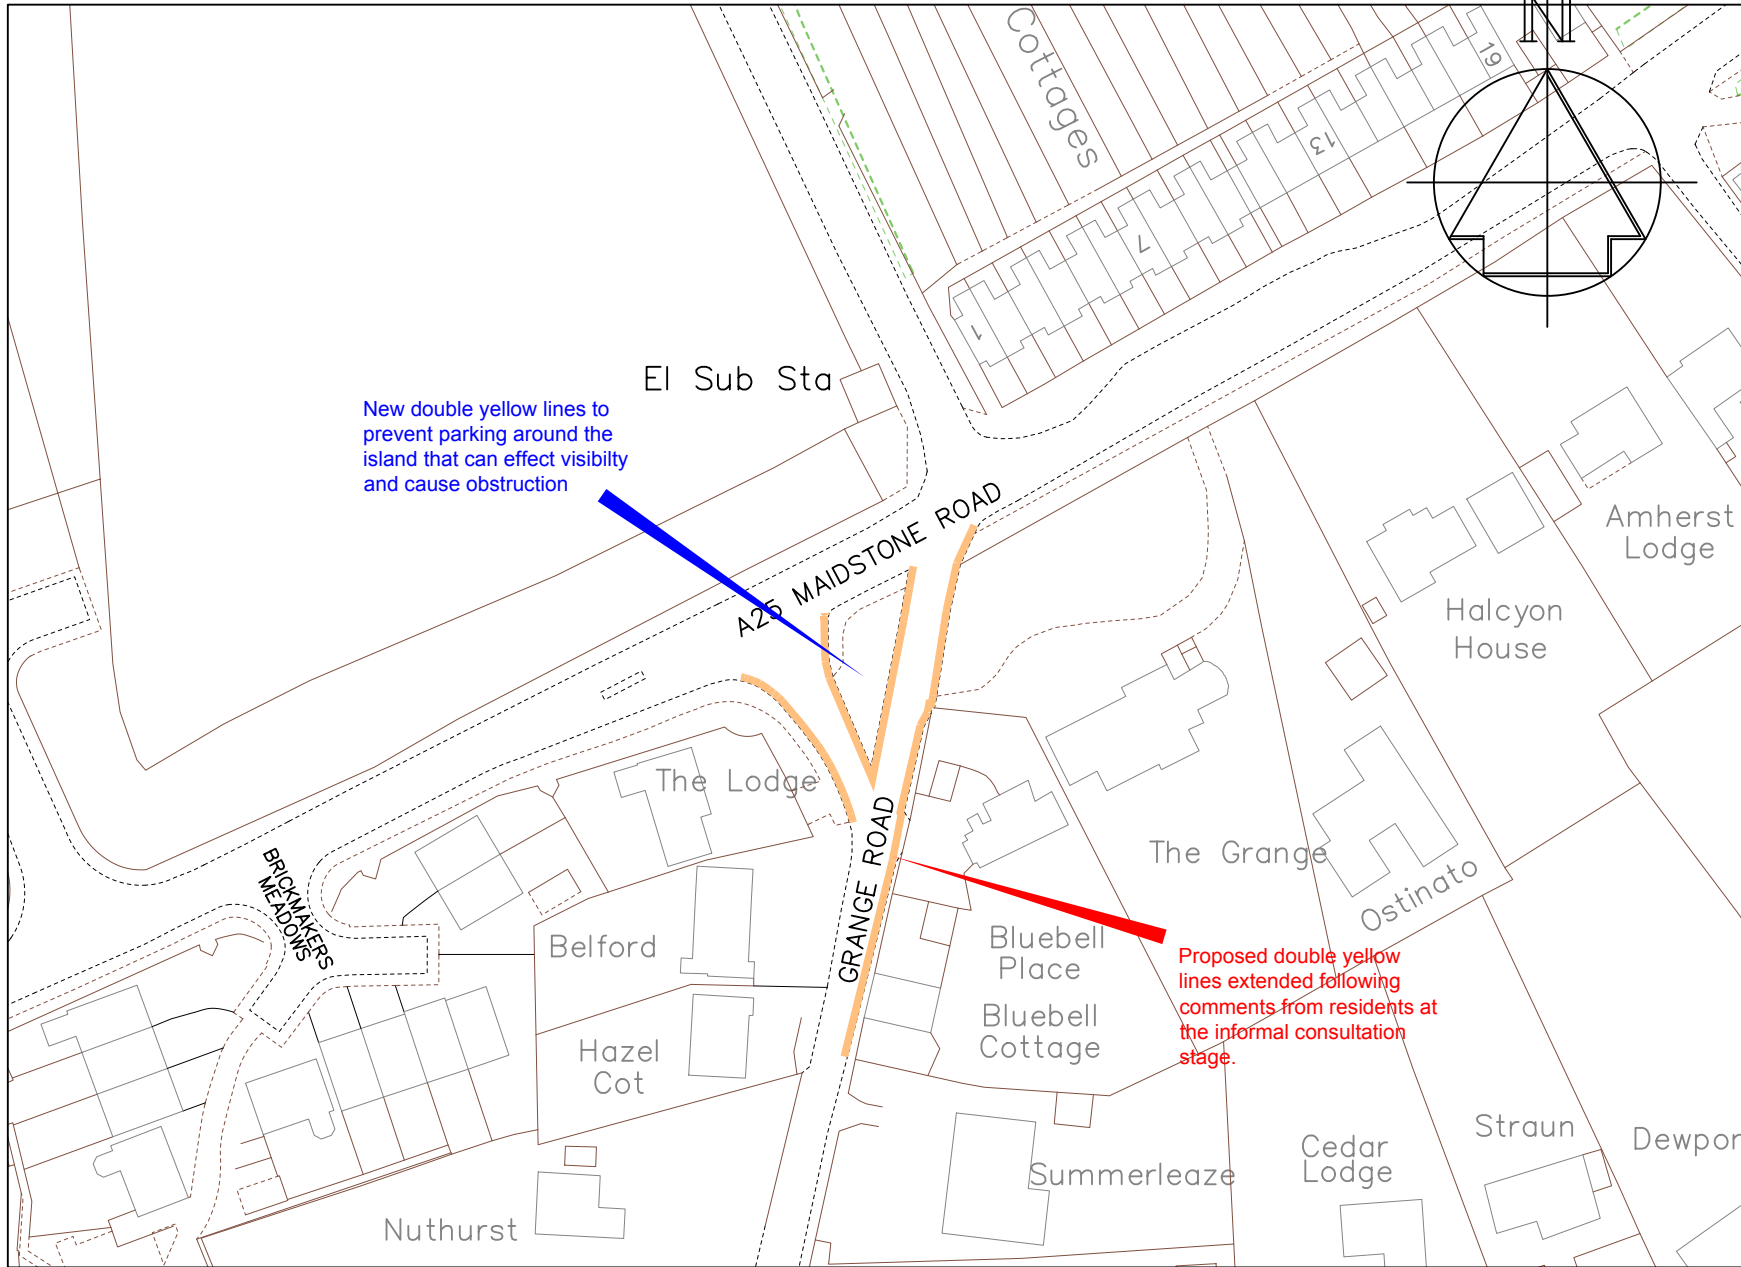 N
Cottages
19
13
7
1
El Sub Sta
New double yellow lines to
prevent parking around the
island that can effect visibilty
and cause obstruction
A25 MAIDSTONE ROAD
Amherst
Lodge
Halcyon
House
The Lodge
GRANGE ROAD
The Grange
Ostinato
BRICKMAKERS
MEADOWS
Belford
Bluebell
Place
Proposed double yellow
lines extended following
comments from residents at
the informal consultation
stage.
Bluebell
Cottage
Hazel
Cot
Straun
Dewpor
Cedar
Lodge
Summerleaze
Nuthurst